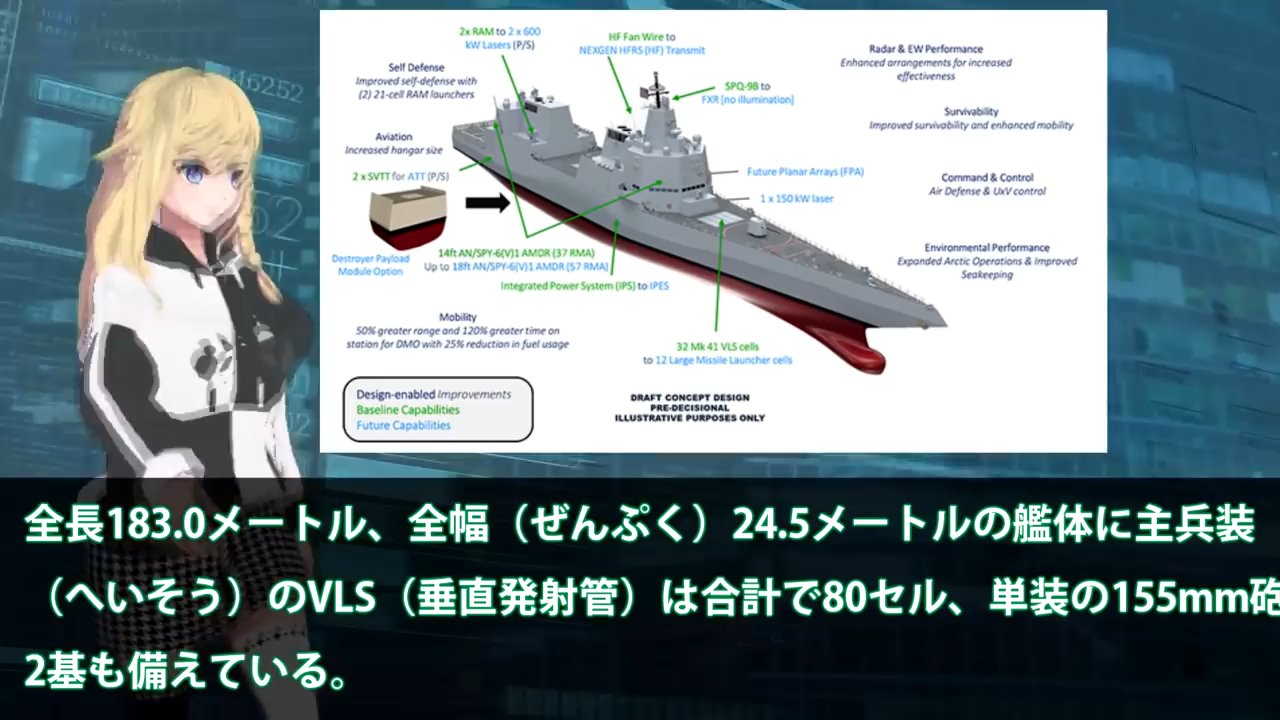 2x RAM to 2 x 600
kW Lasers (P/S)
HF Fan Wire to
NEXGEN HFRS (HF) Transmit
Radar & EW Performance
Enhanced arrangements for increased
effectiveness
Self Defense
Improved self-defense with
(2) 21-cell RAM launchers
SPQ-9B to
FXR [no illumination]
Survivability
Improved survivability and enhanced mobility
Aviation
Increased hangar size
2 x SVTT for ATT (P/S)
Future Planar Arrays (FPA)
1 x 150 kW laser
Command & Control
Air Defense & UxV control
Destroyer Payload
Module Option
14ft AN/SPY-6(V)1 AMDR (37 RMA)
Up to 18ft AN/SPY-6(V)1 AMDR (57 RMA)
Integrated Power System (IPS) to IPES
Environmental Performance
Expanded Arctic Operations & Improved
Seakeeping
Mobility
50% greater range and 120% greater time on
station for DMO with 25% reduction in fuel usage
32 Mk 41 VLS cells
to 12 Large Missile Launcher cells
Design-enabled Improvements
Baseline Capabilities
Future Capabilities
DRAFT CONCEPT DESIGN
PRE-DECISIONAL
ILLUSTRATIVE PURPOSES ONLY
全長183.0メートル、全幅（ぜんぷく）24.5メートルの艦体に主兵装
（へいそう）のVLS（垂直発射管）は合計で80セル、単装の155mm砲
2基も備えている。